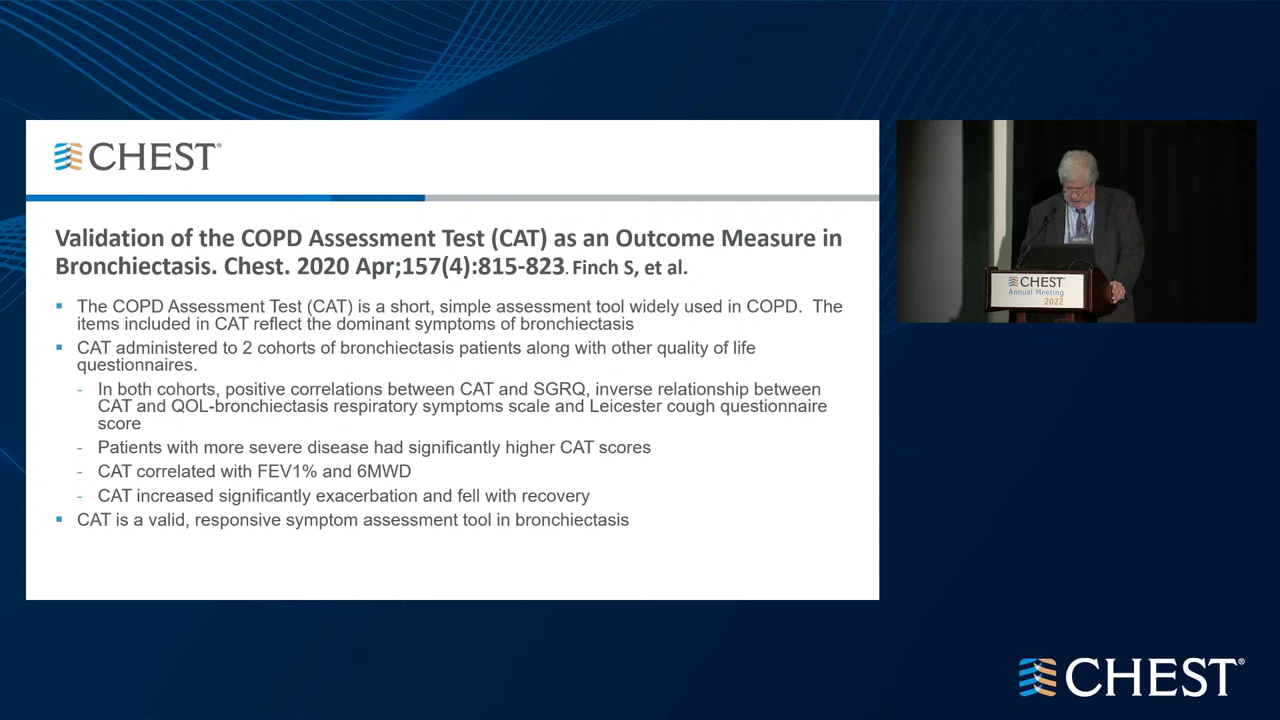 CHEST®
Validation of the COPD Assessment Test (CAT) as an Outcome Measure in
Bronchiectasis. Chest. 2020 Apr;157(4):815-823. Finch S, et al.
▪ The COPD Assessment Test (CAT) is a short, simple assessment tool widely used in COPD. The
items included in CAT reflect the dominant symptoms of bronchiectasis
▪ CAT administered to 2 cohorts of bronchiectasis patients along with other quality of life
questionnaires.
- In both cohorts, positive correlations between CAT and SGRQ, inverse relationship between
CAT and QOL-bronchiectasis respiratory symptoms scale and Leicester cough questionnaire
score
- Patients with more severe disease had significantly higher CAT scores
- CAT correlated with FEV1% and 6MWD
- CAT increased significantly exacerbation and fell with recovery
▪ CAT is a valid, responsive symptom assessment tool in bronchiectasis
CHEST
Annual Meeting
2022
CHEST®